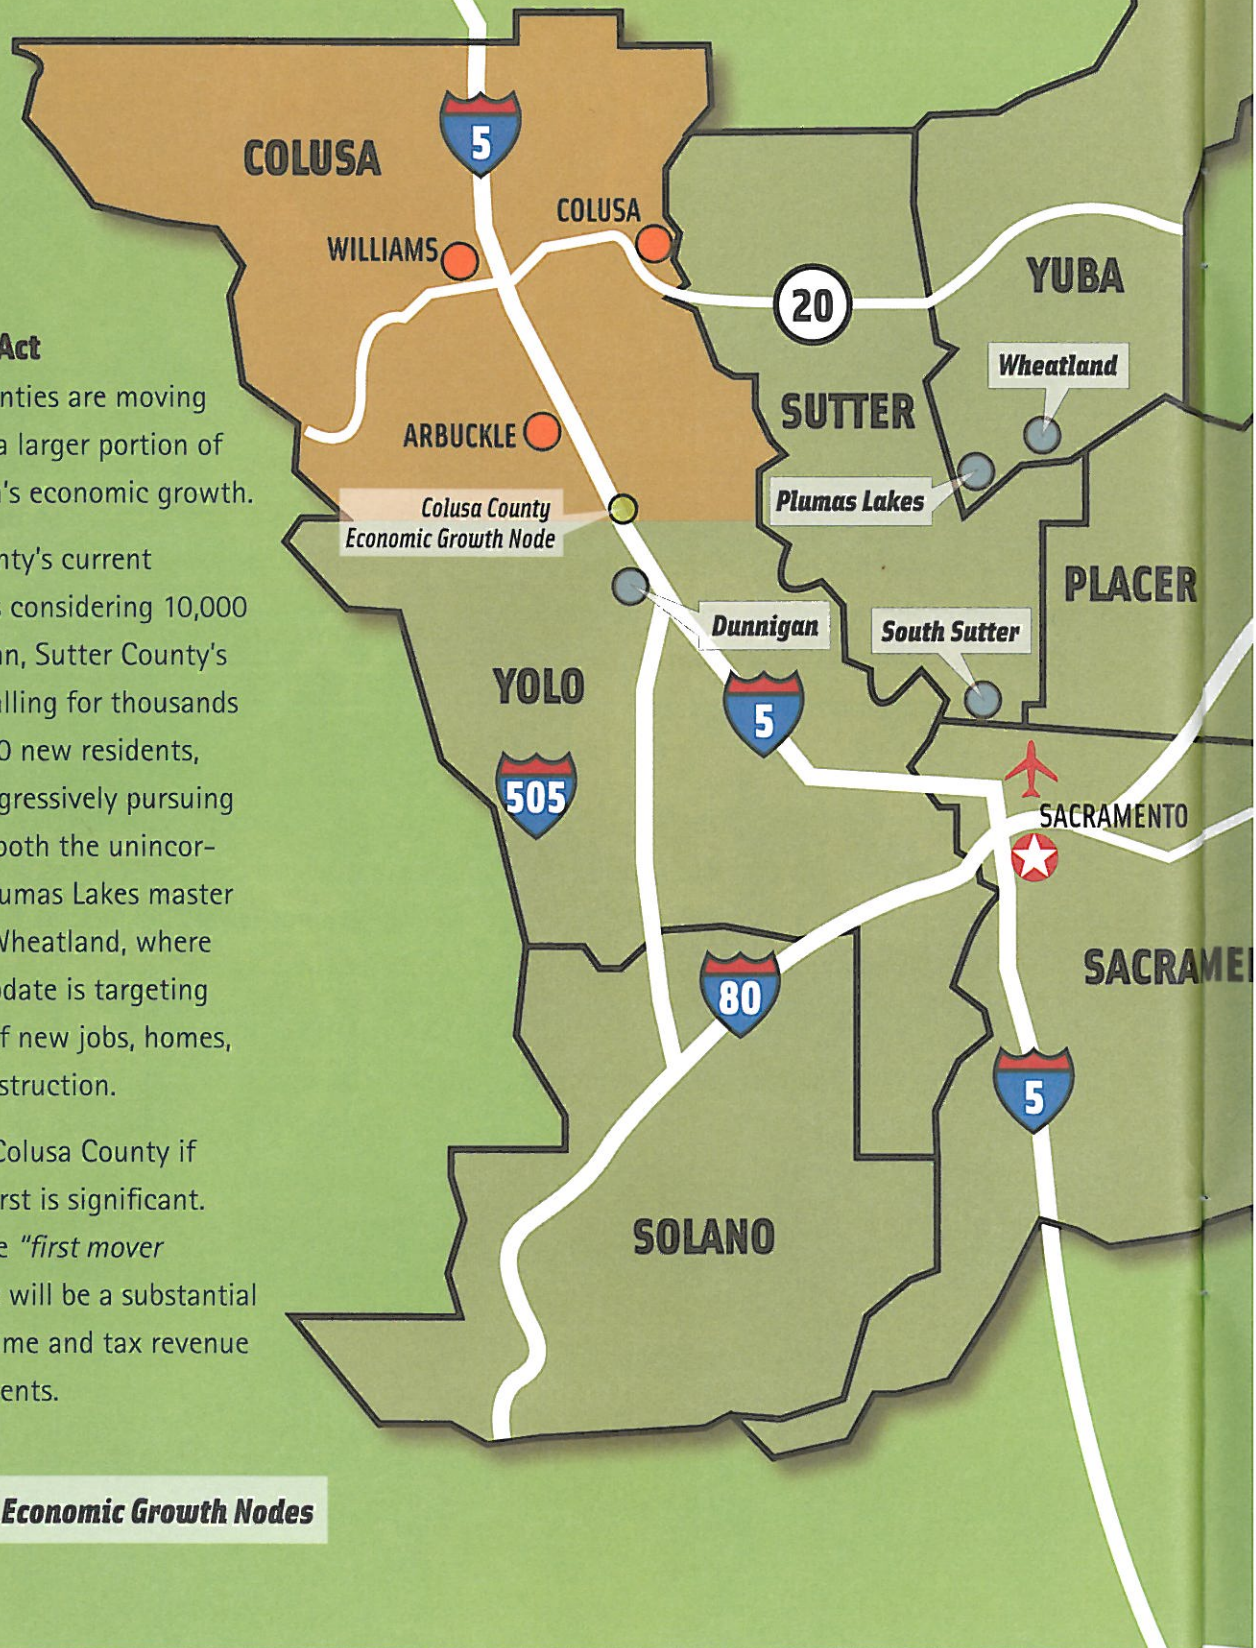 Act
nties are moving
a larger portion of
's economic growth.
nty's current
s considering 10,000
n, Sutter County's
alling for thousands
0 new residents,
gressively pursuing
both the unincor-
umas Lakes master
Wheatland, where
pdate is targeting
f new jobs, homes,
struction.
Colusa County if
rst is significant.
e "first mover
will be a substantial
me and tax revenue
ents.
Economic Growth Nodes
COLUSA
5
COLUSA
WILLIAMS
20
YUBA
Wheatland
SUTTER
ARBUCKLE
Plumas Lakes
Colusa County
Economic Growth Node
PLACER
Dunnigan
South Sutter
YOLO
5
505
SACRAMENTO
80
SACRAME
5
SOLANO